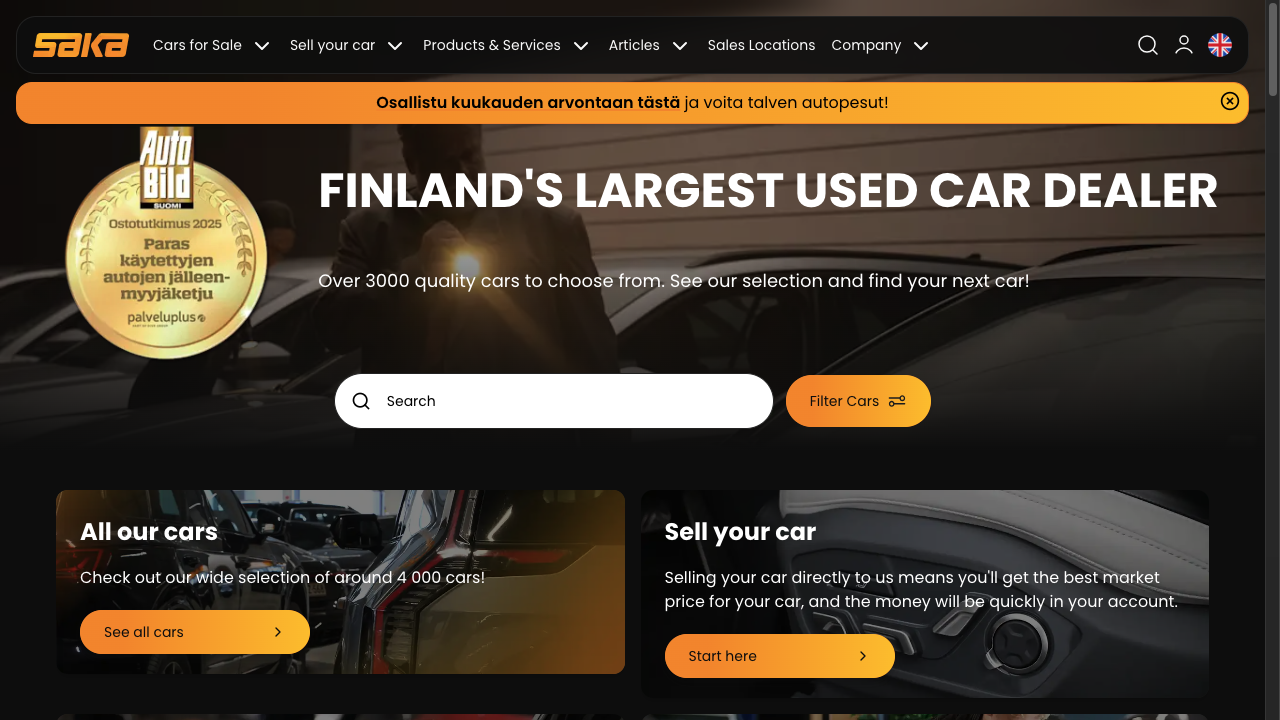 saka
Cars for Sale
Sell your car
Products & Services
Articles
Sales Locations
Company
Osallistu kuukauden arvontaan tästä ja voita talven autopesut!
Auto
Bild
SUOMI
Ostotutkimus 2025
Paras
käytettyjen
autojen jälleen-
myyjäketju
palveluplus
FINLAND'S LARGEST USED CAR DEALER
Over 3000 quality cars to choose from. See our selection and find your next car!
Search
Filter Cars
All our cars
Check out our wide selection of around 4 000 cars!
See all cars
Sell your car
Selling your car directly to us means you'll get the best market
price for your car, and the money will be quickly in your account.
Start here